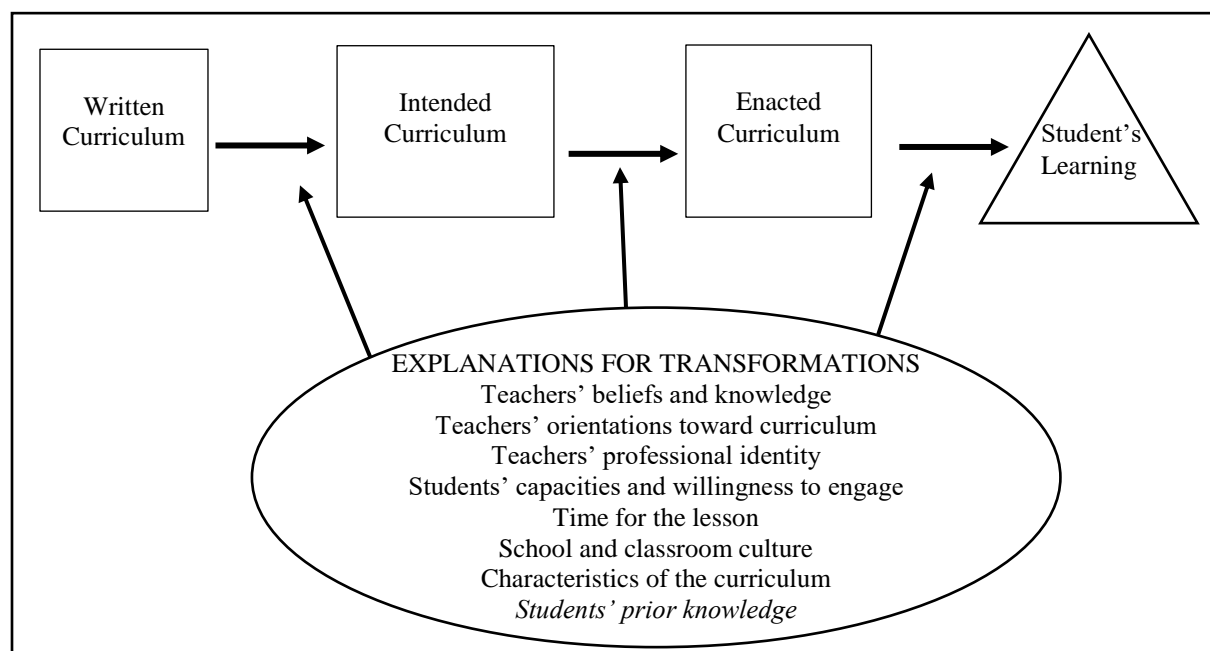 Written
Curriculum
Intended
Curriculum
Enacted
Curriculum
Student’s
Learning
EXPLANATIONS FOR TRANSFORMATIONS
Teachers’ beliefs and knowledge
Teachers’ orientations toward curriculum
Teachers’ professional identity
Students’ capacities and willingness to engage
Time for the lesson
School and classroom culture
Characteristics of the curriculum
Students’ prior knowledge